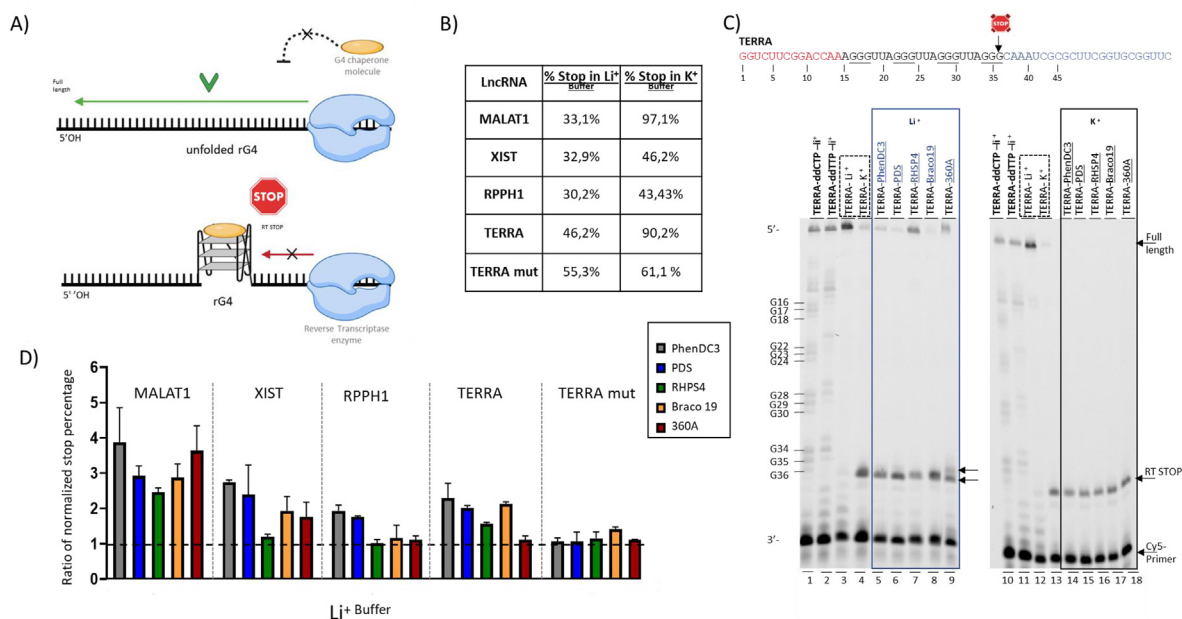 A)
G4 chaperone
molecule
Full
length
5'OH
unfolded rG4
STOP
RT STOP
5' 'OH
rG4
Reverse Transcriptase
enzyme
B)
LncRNA
% Stop in Li+
Buffer
% Stop in K+
Buffer
MALAT1
33,1%
97,1%
XIST
32,9%
46,2%
RPPH1
30,2%
43,43%
TERRA
46,2%
90,2%
TERRA mut
55,3%
61,1 %
C)
STOP
TERRA
GGUCUUCGGACCAAAGGGUUAGGGUUAGGGUUAGGGCAAAUCGCGCUUCGGUGCGGUUC
1 5 10 15 20 25 30 35 40 45
Li+
TERRA-ddCTP –li+
TERRA-ddTTP –li+
TERRA- Li+
TERRA- K+
TERRA-PhenDC3
TERRA-PDS
TERRA-RHSP4
TERRA-Braco19
TERRA-360A
K+
TERRA-ddCTP –li+
TERRA-ddTTP –li+
TERRA- Li+
TERRA- K+
TERRA-PhenDC3
TERRA-PDS
TERRA-RHSP4
TERRA-Braco19
TERRA-360A
5'-
G16
G17
G18
G22
G23
G24
G28
G29
G30
G34
G35
G36
3'-
Full
length
RT STOP
Cy5-
Primer
1 2 3 4 5 6 7 8 9
10 11 12 13 14 15 16 17 18
D)
Ratio of normalized stop percentage
6
5
4
3
2
1
0
MALAT1
XIST
RPPH1
TERRA
TERRA mut
PhenDC3
PDS
RHPS4
Braco 19
360A
Li+ Buffer